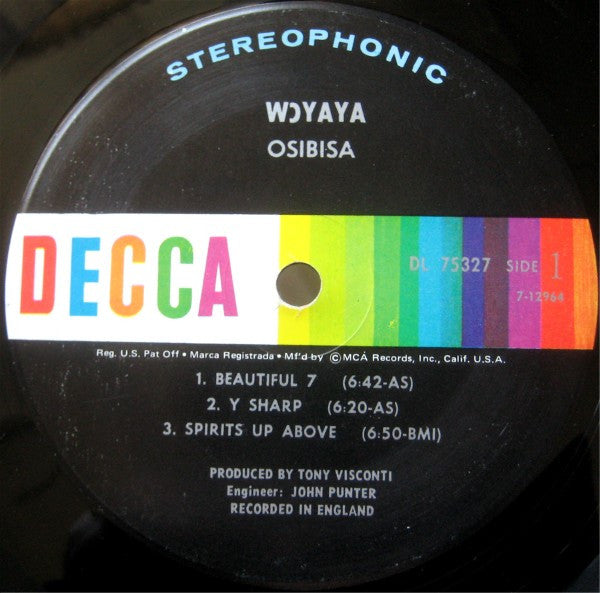 STEREOPHONIC
WƆYAYA
OSIBISA
DECCA
DL 75327 SIDE 1
7-12964
Reg. U.S. Pat Off • Marca Registrada • Mf'd by ©MCA Records, Inc., Calif. U.S.A.
1. BEAUTIFUL 7 (6:42-AS)
2. Y SHARP (6:20-AS)
3. SPIRITS UP ABOVE (6:50-BMI)
PRODUCED BY TONY VISCONTI
Engineer: JOHN PUNTER
RECORDED IN ENGLAND